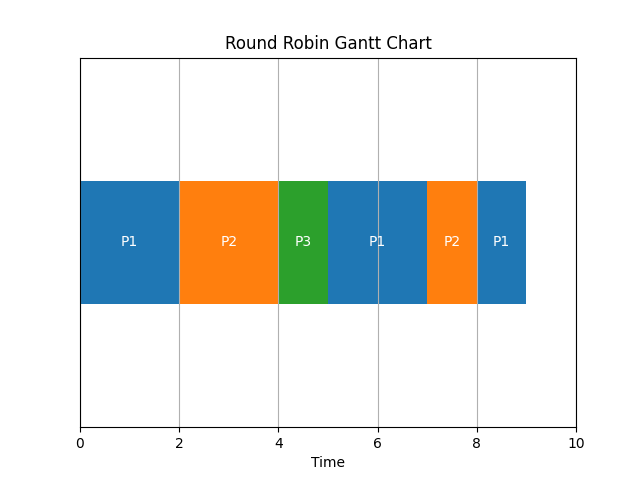 Round Robin Gantt Chart
P1 P2 P3 P1 P2 P1
0 2 4 6 8 10
Time